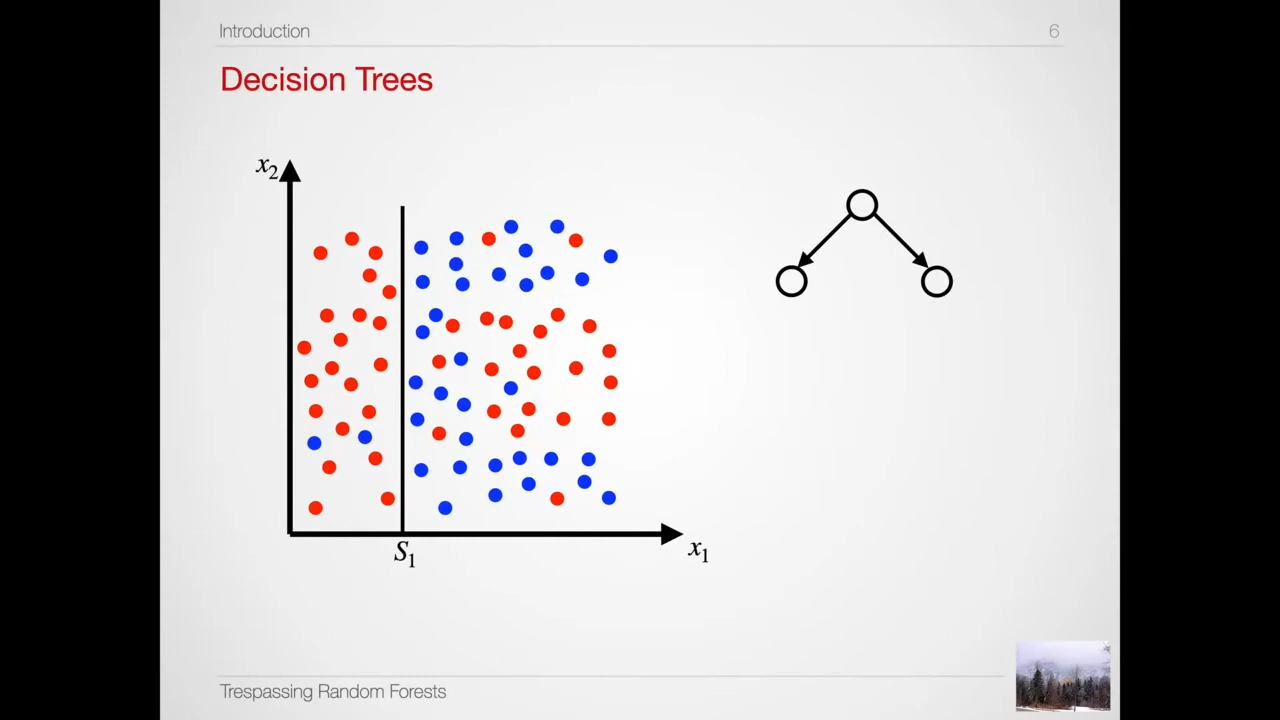 Introduction
6
Decision Trees
x₂
S₁
x₁
Trespassing Random Forests